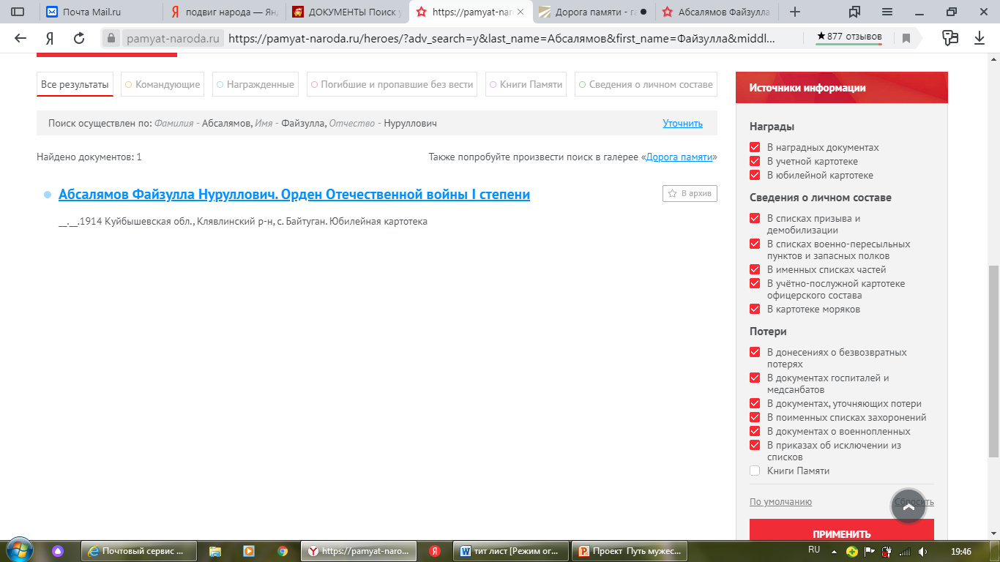 Почта Mail.ru
подвиг народа — Янд
ДОКУМЕНТЫ Поиск у
https://pamyat-nar
Дорога памяти - га
Абсалямов Файзулла
Я
pamyat-naroda.ru https://pamyat-naroda.ru/heroes/?adv_search=y&last_name=Абсалямов&first_name=Файзулла&middl...
★877 отзывов
Все результаты
Командующие
Награжденные
Погибшие и пропавшие без вести
Книги Памяти
Сведения о личном составе
Поиск осуществлен по: Фамилия - Абсалямов, Имя - Файзулла, Отчество - Нуруллович
Уточнить
Найдено документов: 1
Также попробуйте произвести поиск в галерее «Дорога памяти»
Абсалямов Файзулла Нуруллович. Орден Отечественной войны I степени
В архив
__.__.1914 Куйбышевская обл., Клявлинский р-н, с. Байтуган. Юбилейная картотека
Источники информации
Награды
В наградных документах
В учетной картотеке
В юбилейной картотеке
Сведения о личном составе
В списках призыва и
демобилизации
В списках военно-пересыльных
пунктов и запасных полков
В именных списках частей
В учётно-послужной картотеке
офицерского состава
В картотеке моряков
Потери
В донесениях о безвозвратных
потерях
В документах госпиталей и
медсанбатов
В документах, уточняющих потери
В поименных списках захоронений
В документах о военнопленных
В приказах об исключении из
списков
Книги Памяти
По умолчанию
Сбросить
ПРИМЕНИТЬ
Почтовый сервис ...
https://pamyat-naro...
Я
тит лист [Режим ог...
Проект Путь мужес...
RU
19:46